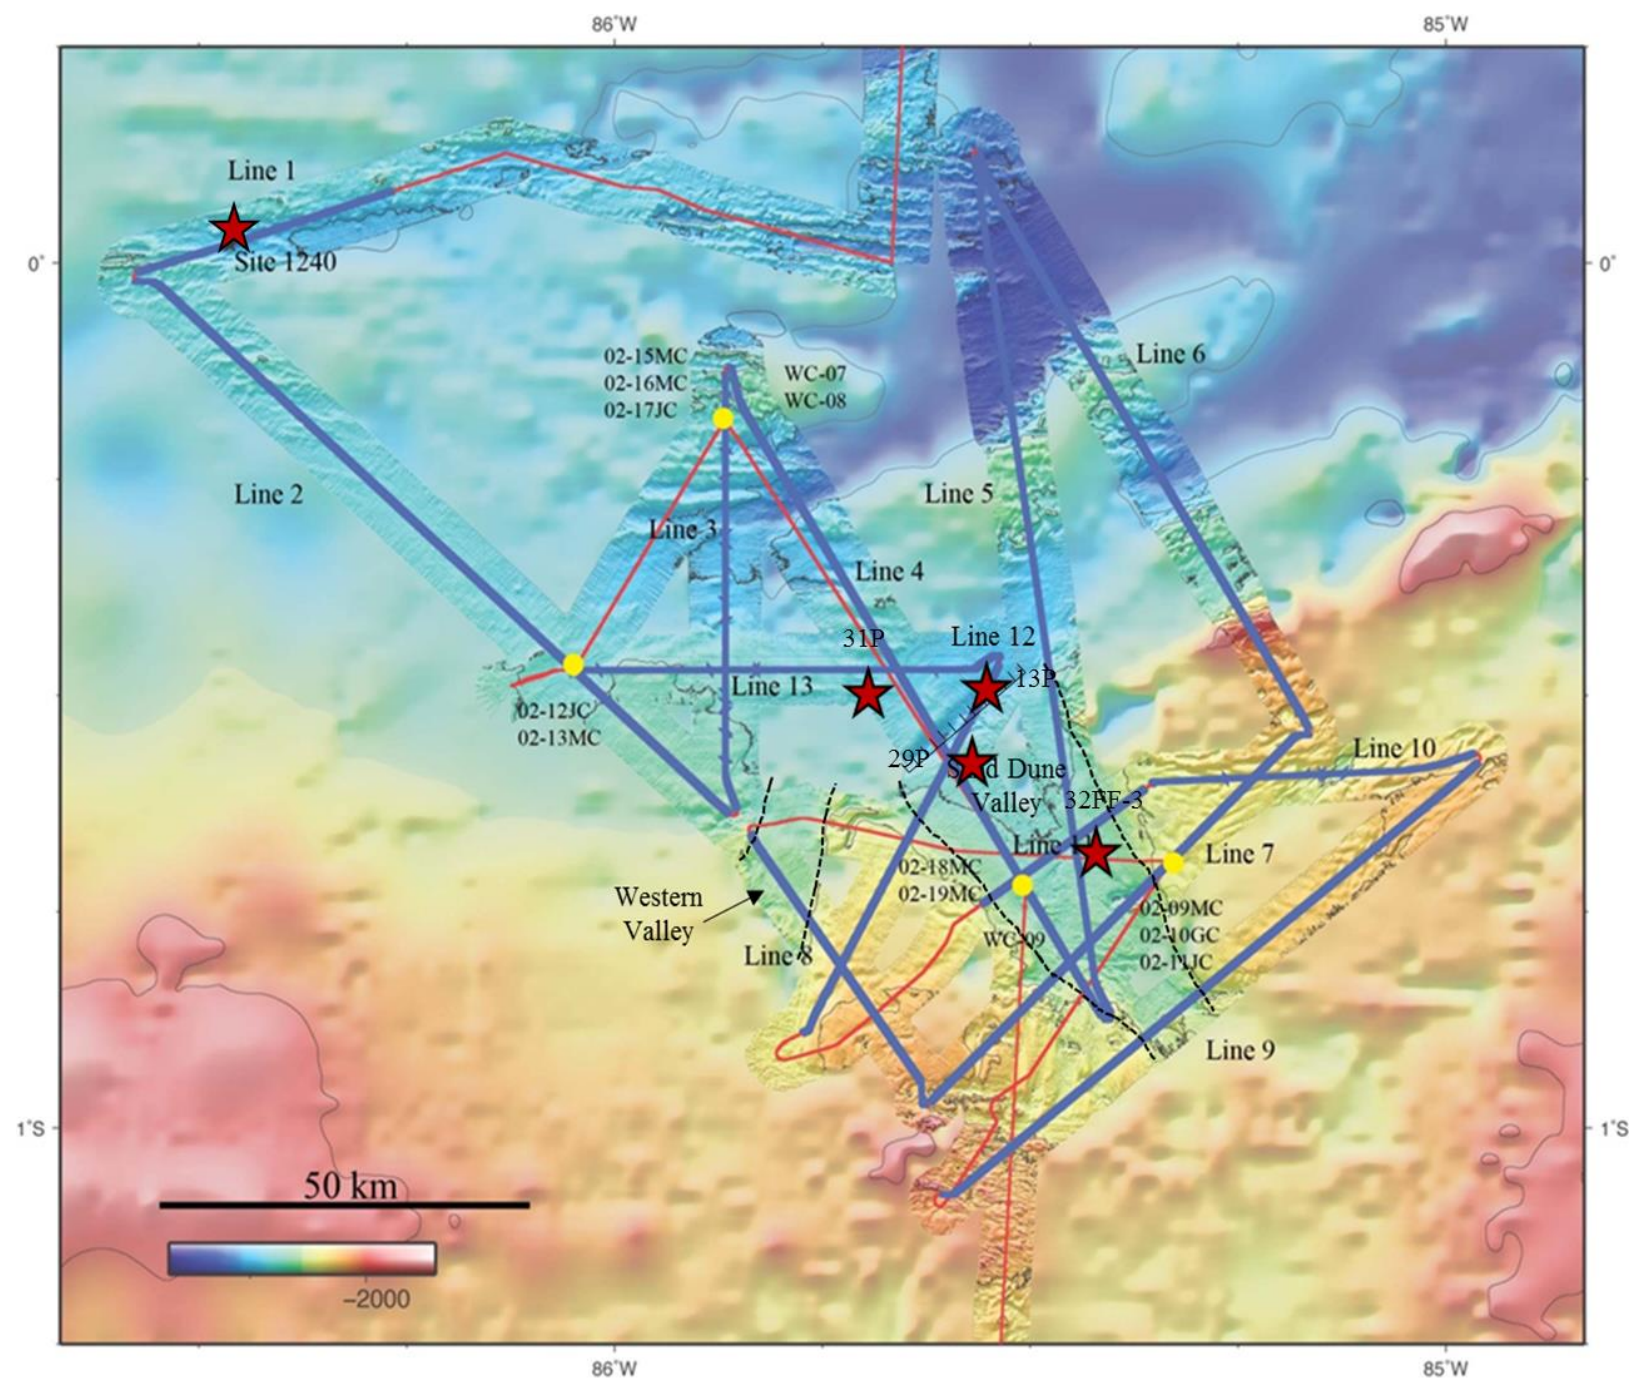 86°W
85°W
Line 1
0°
Site 1240
0°
02-15MC
02-16MC
02-17JC
WC-07
WC-08
Line 6
Line 2
Line 5
Line 3
Line 4
31P
Line 12
13P
Line 13
02-12JC
02-13MC
29P
Dune
Valley
32FF-3
Line 10
Line
Line 7
02-18MC
02-19MC
Western
Valley
02-09MC
02-10GC
02-11JC
WC-09
Line 8
Line 9
1°S
1°S
50 km
−2000
86°W
85°W